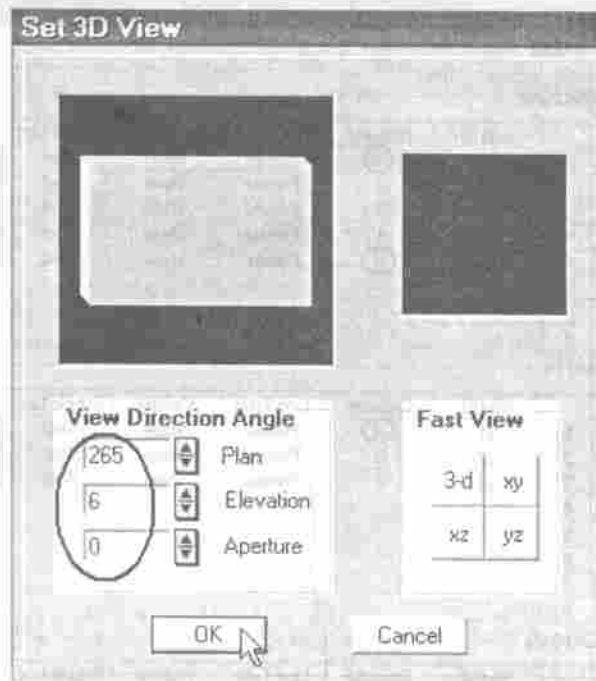 Set 3D View
View Direction Angle
265 Plan
6 Elevation
0 Aperture
Fast View
3-d xy
xz yz
OK Cancel